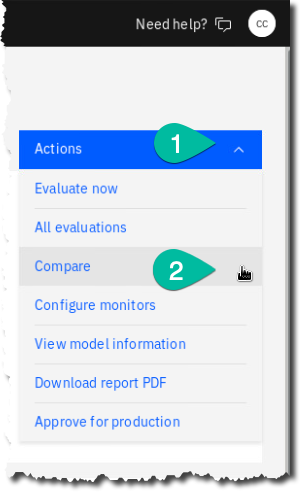 Need help?
CC
Actions
1
Evaluate now
All evaluations
Compare
2
Configure monitors
View model information
Download report PDF
Approve for production